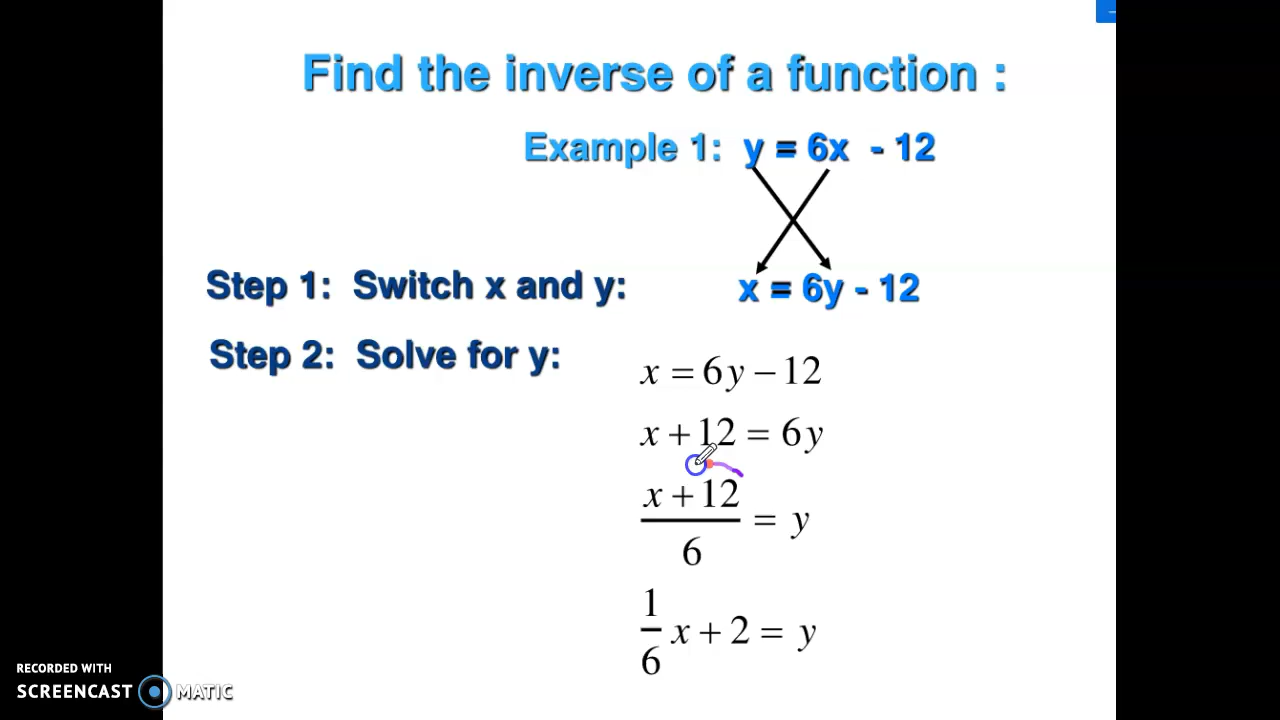 Find the inverse of a function :
Example 1: y = 6x - 12
Step 1: Switch x and y: x = 6y - 12
Step 2: Solve for y:
x = 6y − 12
x + 12 = 6y
x + 12
6
= y
1
6
x + 2 = y
RECORDED WITH
SCREENCAST MATIC